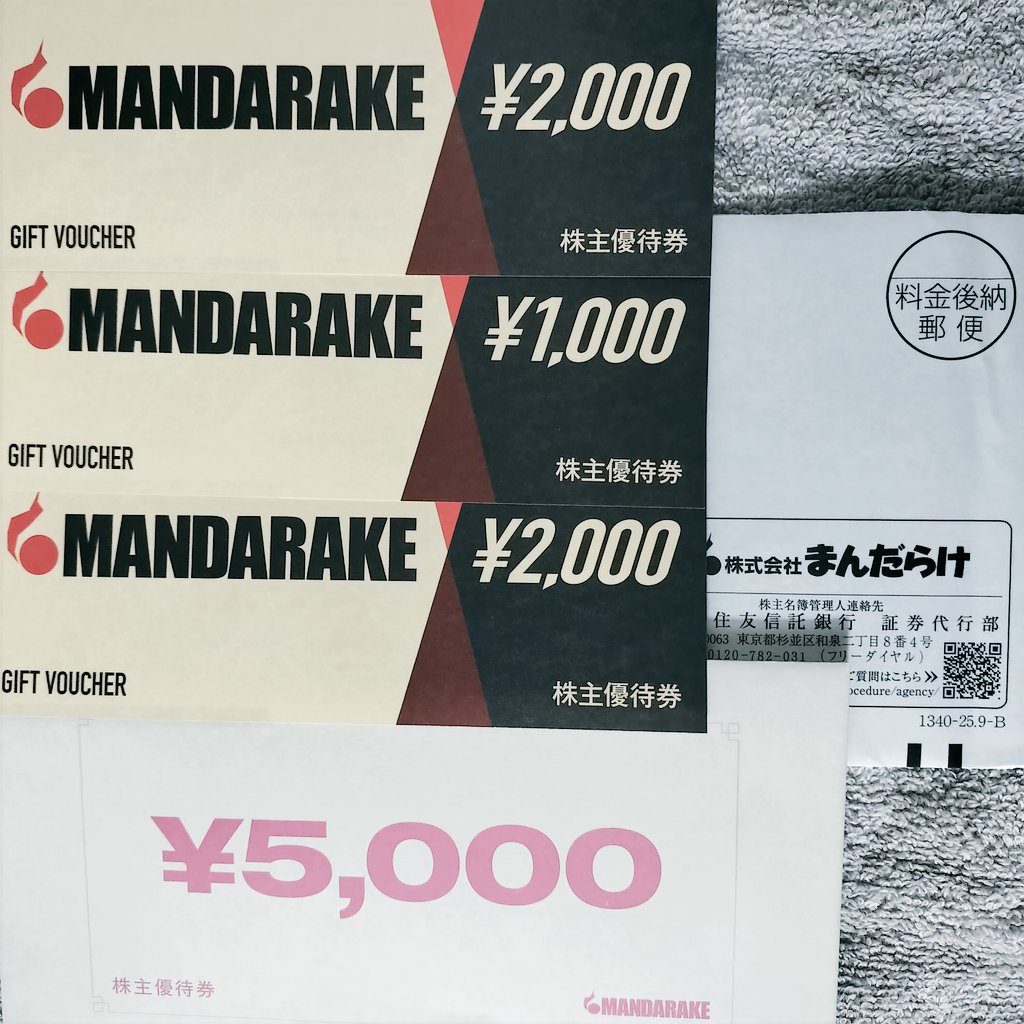 MANDARAKE
¥2,000
GIFT VOUCHER
株主優待券
MANDARAKE
¥1,000
GIFT VOUCHER
株主優待券
MANDARAKE
¥2,000
GIFT VOUCHER
株主優待券
¥5,000
株主優待券
MANDARAKE
料金後納
郵便
株式会社まんだらけ
株主名簿管理人連絡先
住友信託銀行 証券代行部
0063 東京都杉並区和泉二丁目8番4号
0120-782-031 (フリーダイヤル)
ご質問はこちら
ocedure/agency/
1340-25.9-B